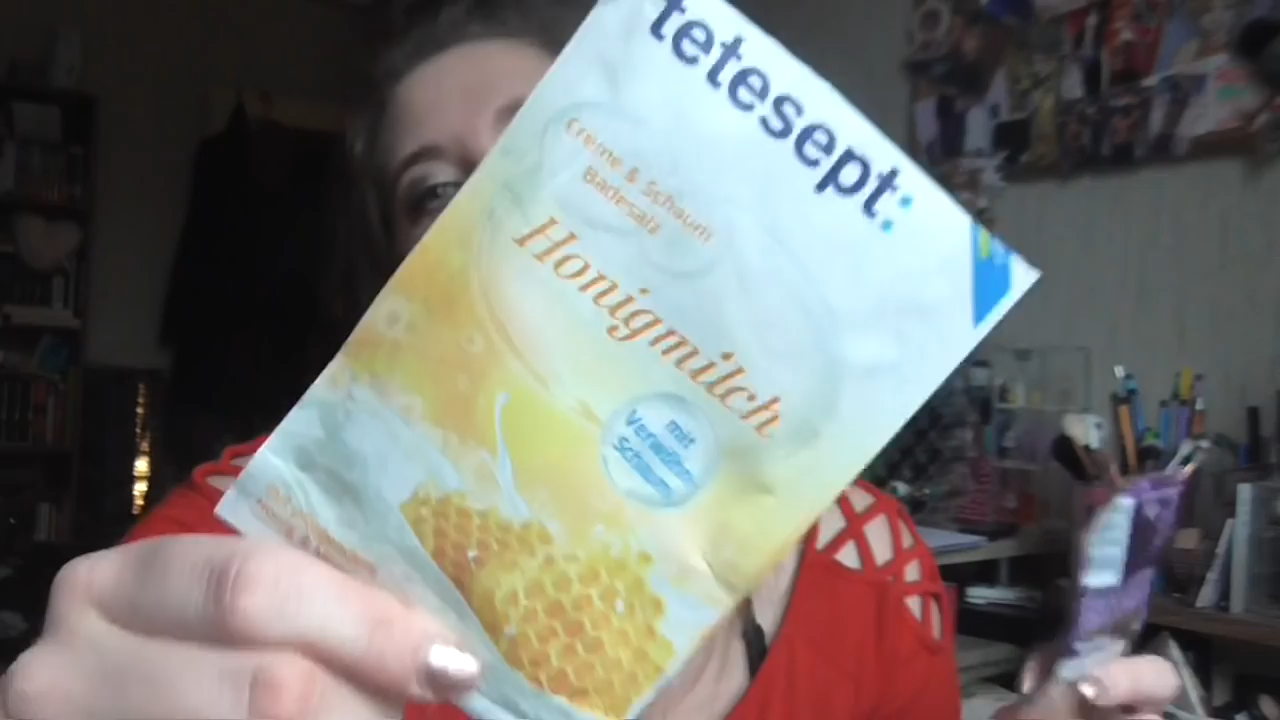 tetesept:
Creme & Schaum
Badesalz
Honigmilch
mit
Verwöhn
Schaum